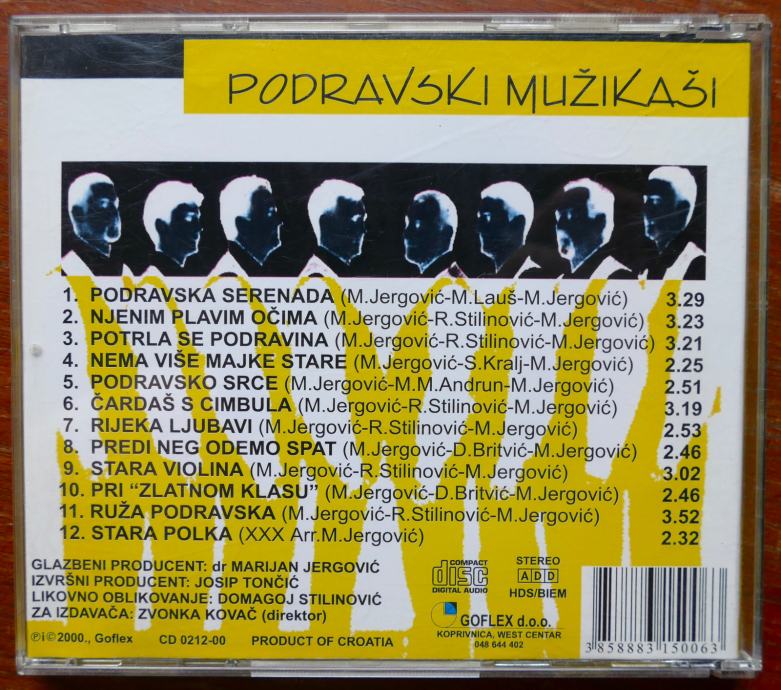 PODRAVSKI MUŽIKAŠI
1. PODRAVSKA SERENADA (M.Jergović-M.Lauš-M.Jergović) 3.29
2. NJENIM PLAVIM OČIMA (M.Jergović-R.Stilinović-M.Jergović) 3.23
3. POTRLA SE PODRAVINA (M.Jergović-R.Stilinović-M.Jergović) 3.21
4. NEMA VIŠE MAJKE STARE (M.Jergović-S.Kralj-M.Jergović) 2.25
5. PODRAVSKO SRCE (M.Jergović-M.M.Andrun-M.Jergović) 2.51
6. ČARDAŠ S CIMBULA (M.Jergović-R.Stilinović-M.Jergović) 3.19
7. RIJEKA LJUBAVI (M.Jergović-R.Stilinović-M.Jergović) 2.53
8. PREDI NEG ODEMO SPAT (M.Jergović-D.Britvić-M.Jergović) 2.46
9. STARA VIOLINA (M.Jergović-R.Stilinović-M.Jergović) 3.02
10. PRI “ZLATNOM KLASU” (M.Jergović-D.Britvić-M.Jergović) 2.46
11. RUŽA PODRAVSKA (M.Jergović-R.Stilinović-M.Jergović) 3.52
12. STARA POLKA (XXX Arr.M.Jergović) 2.32
GLAZBENI PRODUCENT: dr MARIJAN JERGOVIĆ
IZVRŠNI PRODUCENT: JOSIP TONČIĆ
LIKOVNO OBLIKOVANJE: DOMAGOJ STILINOVIĆ
ZA IZDAVAČA: ZVONKA KOVAČ (direktor)
Ⓟi©2000., Goflex CD 0212-00 PRODUCT OF CROATIA
COMPACT
disc
DIGITAL AUDIO
STEREO
ADD
HDS/BIEM
GOFLEX d.o.o.
KOPRIVNICA, WEST CENTAR
048 644 402
3 858883 150063